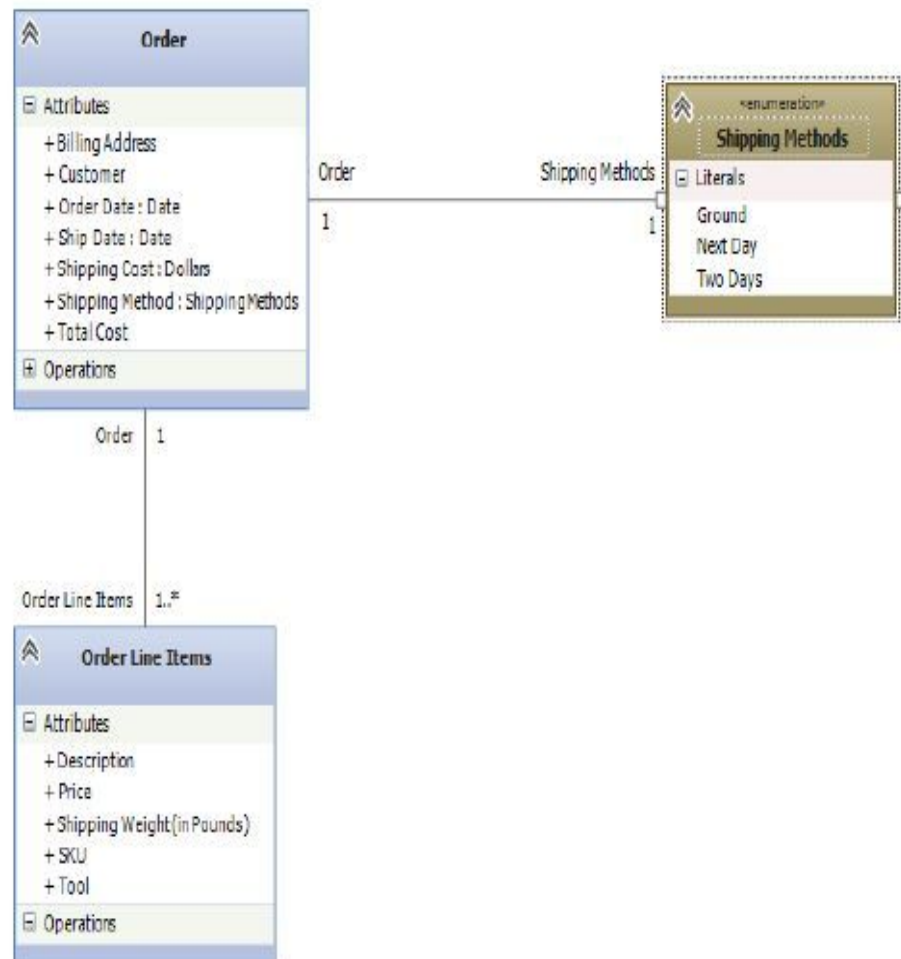 Order
Attributes
+ Billing Address
+ Customer
+ Order Date : Date
+ Ship Date : Date
+ Shipping Cost : Dollars
+ Shipping Method : ShippingMethods
+ Total Cost
Operations
Order
1
Shipping Methods
1
«enumeration»
Shipping Methods
Literals
Ground
Next Day
Two Days
Order 1
Order Line Items 1..*
Order Line Items
Attributes
+ Description
+ Price
+ Shipping Weight(in Pounds)
+ SKU
+ Tool
Operations